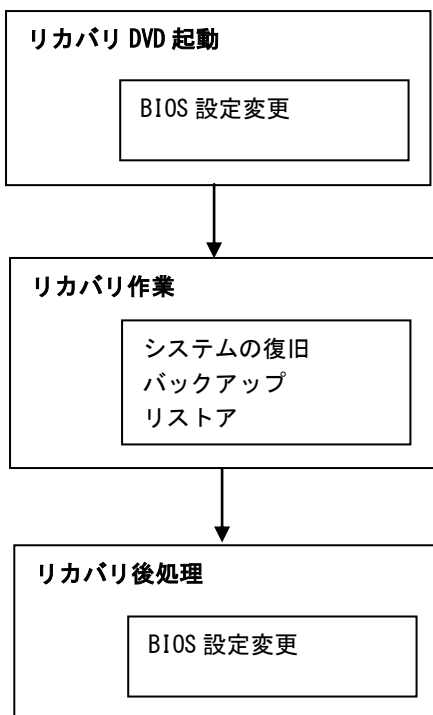 リカバリ DVD 起動
BIOS 設定変更
リカバリ作業
システムの復旧
バックアップ
リストア
リカバリ後処理
BIOS 設定変更